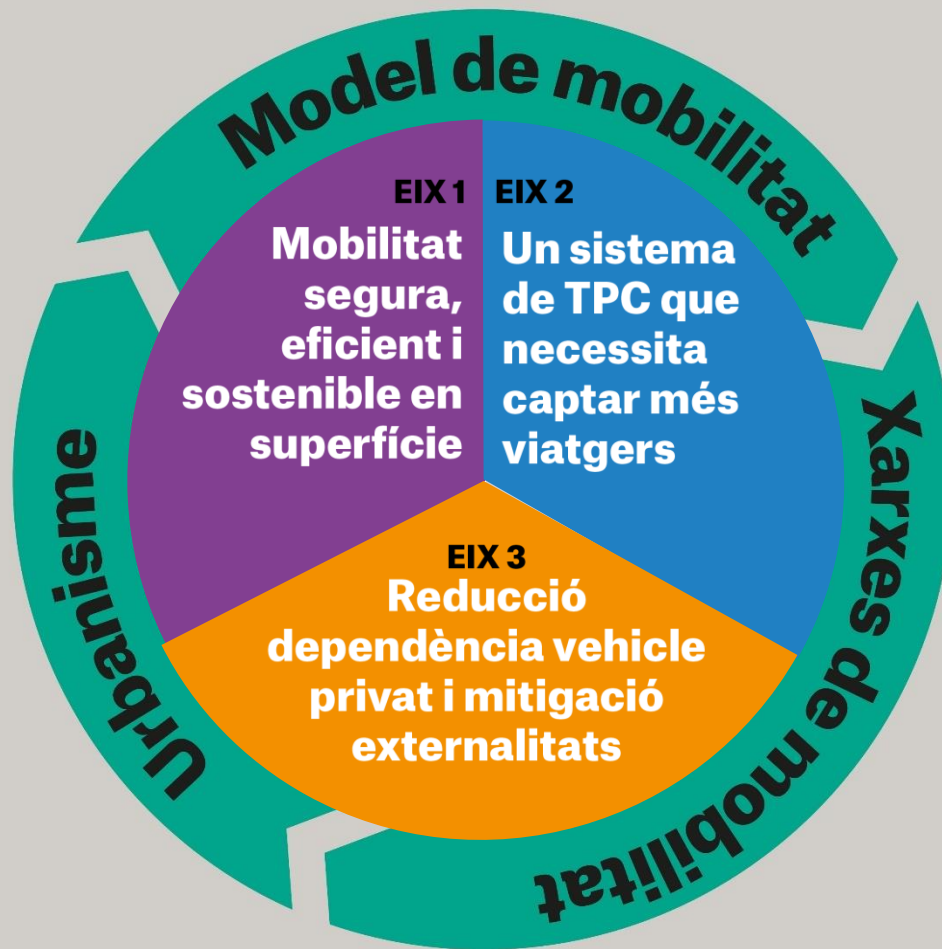 Model de mobilitat
EIX 1
Mobilitat
segura,
eficient i
sostenible en
superfície
EIX 2
Un sistema
de TPC que
necessita
captar més
viatgers
EIX 3
Reducció
dependència vehicle
privat i mitigació
externalitats
Xarxes de mobilitat
Urbanisme